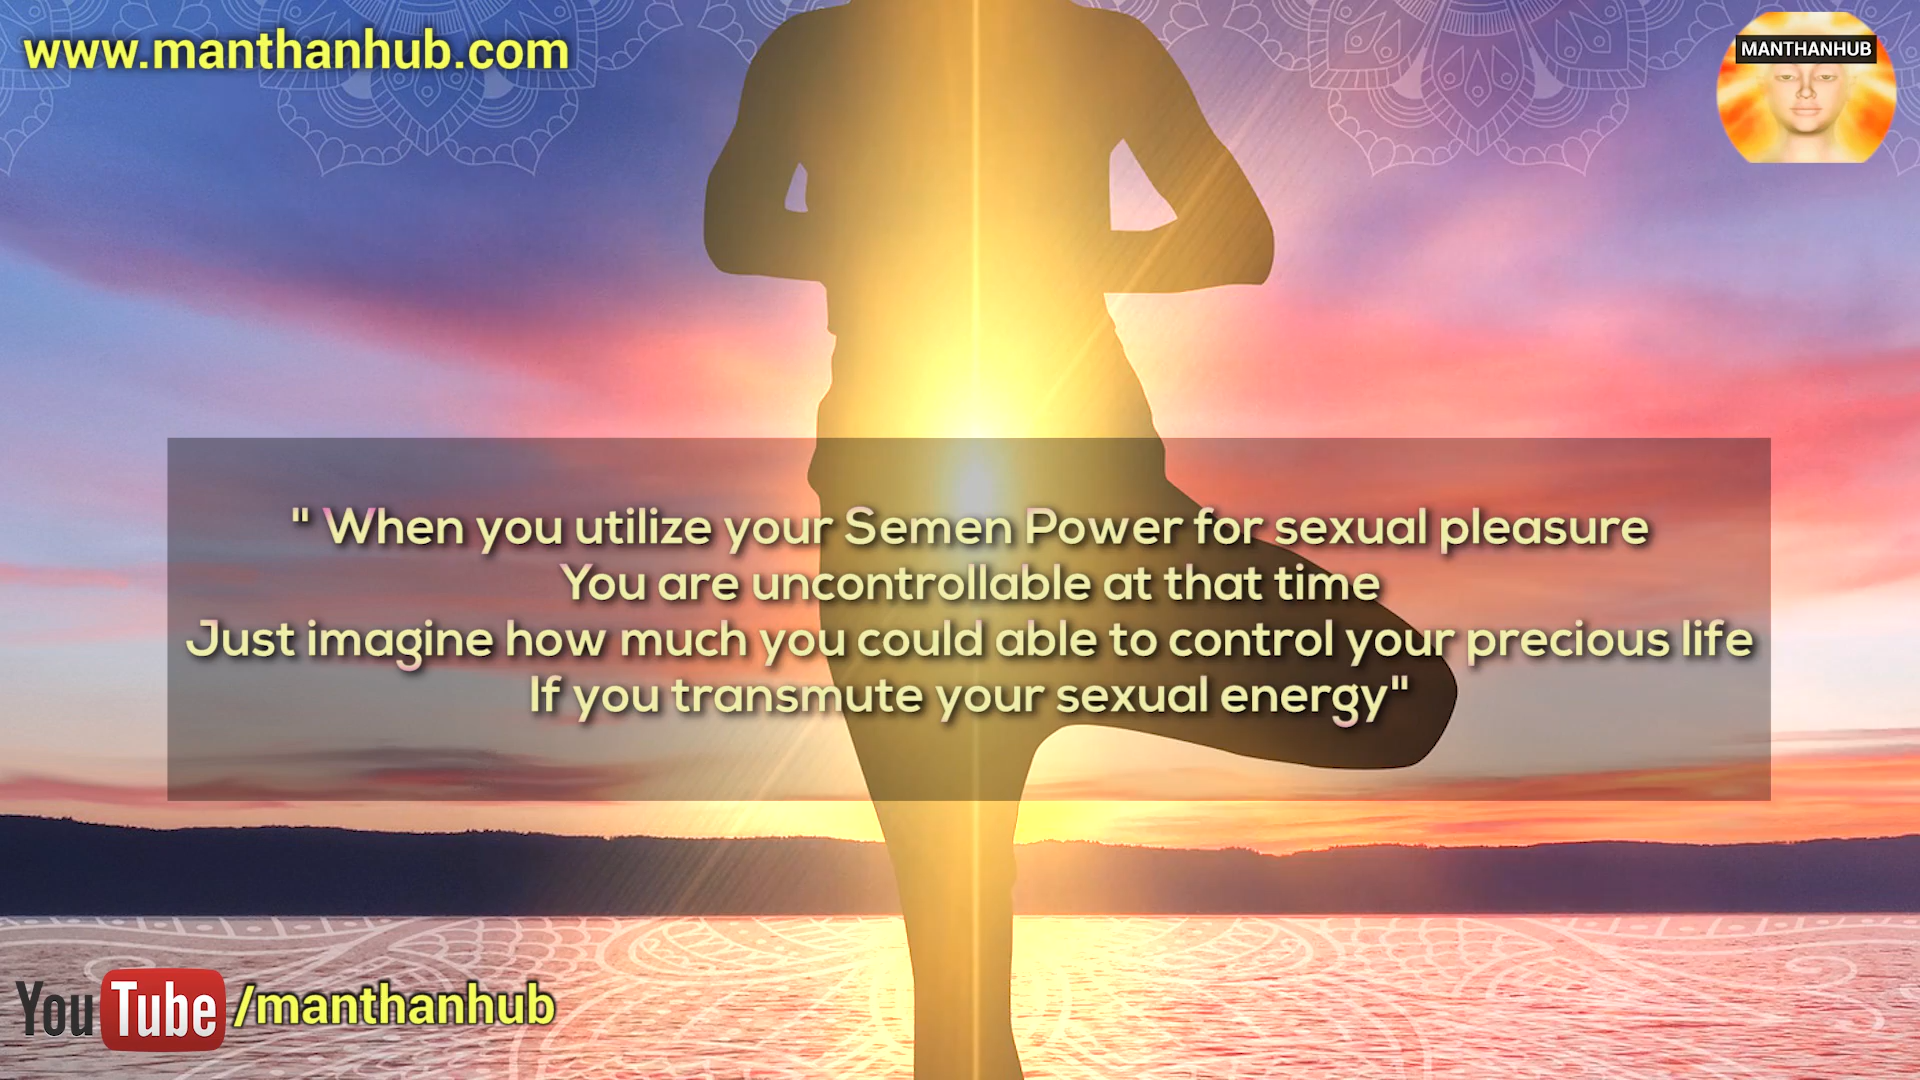 www.manthanhub.com
MANTHANHUB
" When you utilize your Semen Power for sexual pleasure
You are uncontrollable at that time
Just imagine how much you could able to control your precious life
If you transmute your sexual energy"
YouTube /manthanhub